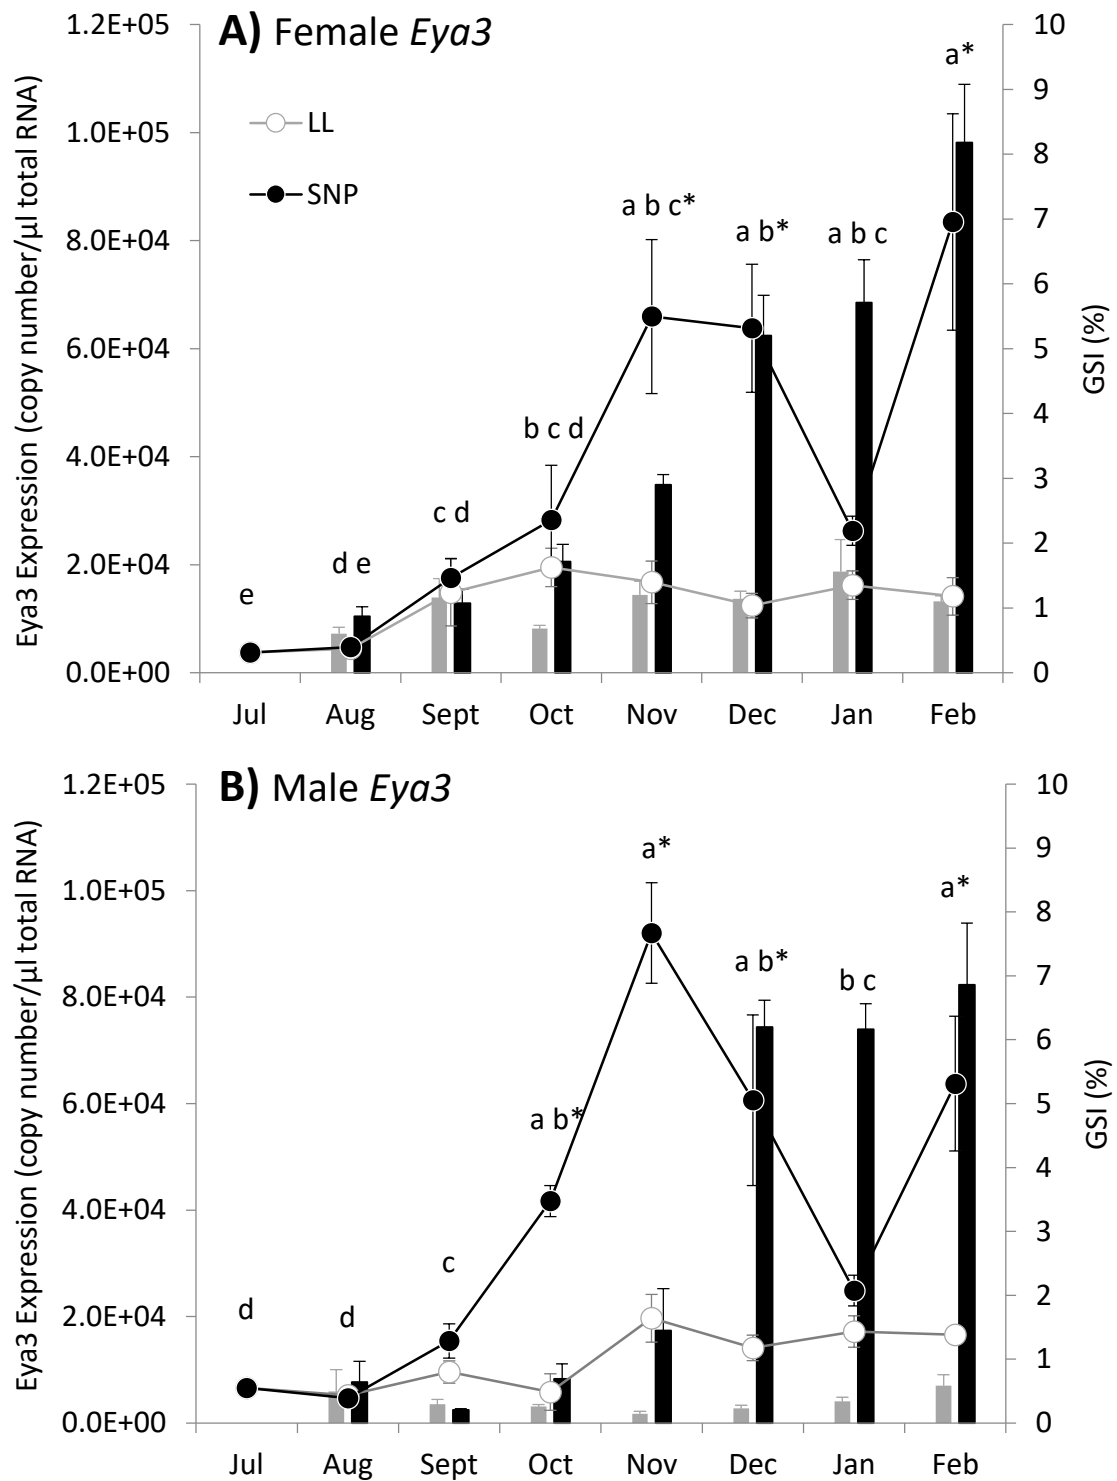 A) Female Eya3
Eya3 Expression (copy number/µl total RNA)
1.2E+05
1.0E+05
8.0E+04
6.0E+04
4.0E+04
2.0E+04
0.0E+00
LL
SNP
e
d e
c d
b c d
a b c*
a b*
a b c
a*
10
9
8
7
6
5
4
3
2
1
0
GSI (%)
Jul Aug Sept Oct Nov Dec Jan Feb
B) Male Eya3
Eya3 Expression (copy number/µl total RNA)
1.2E+05
1.0E+05
8.0E+04
6.0E+04
4.0E+04
2.0E+04
0.0E+00
d
d
c
a b*
a*
a b*
b c
a*
10
9
8
7
6
5
4
3
2
1
0
GSI (%)
Jul Aug Sept Oct Nov Dec Jan Feb